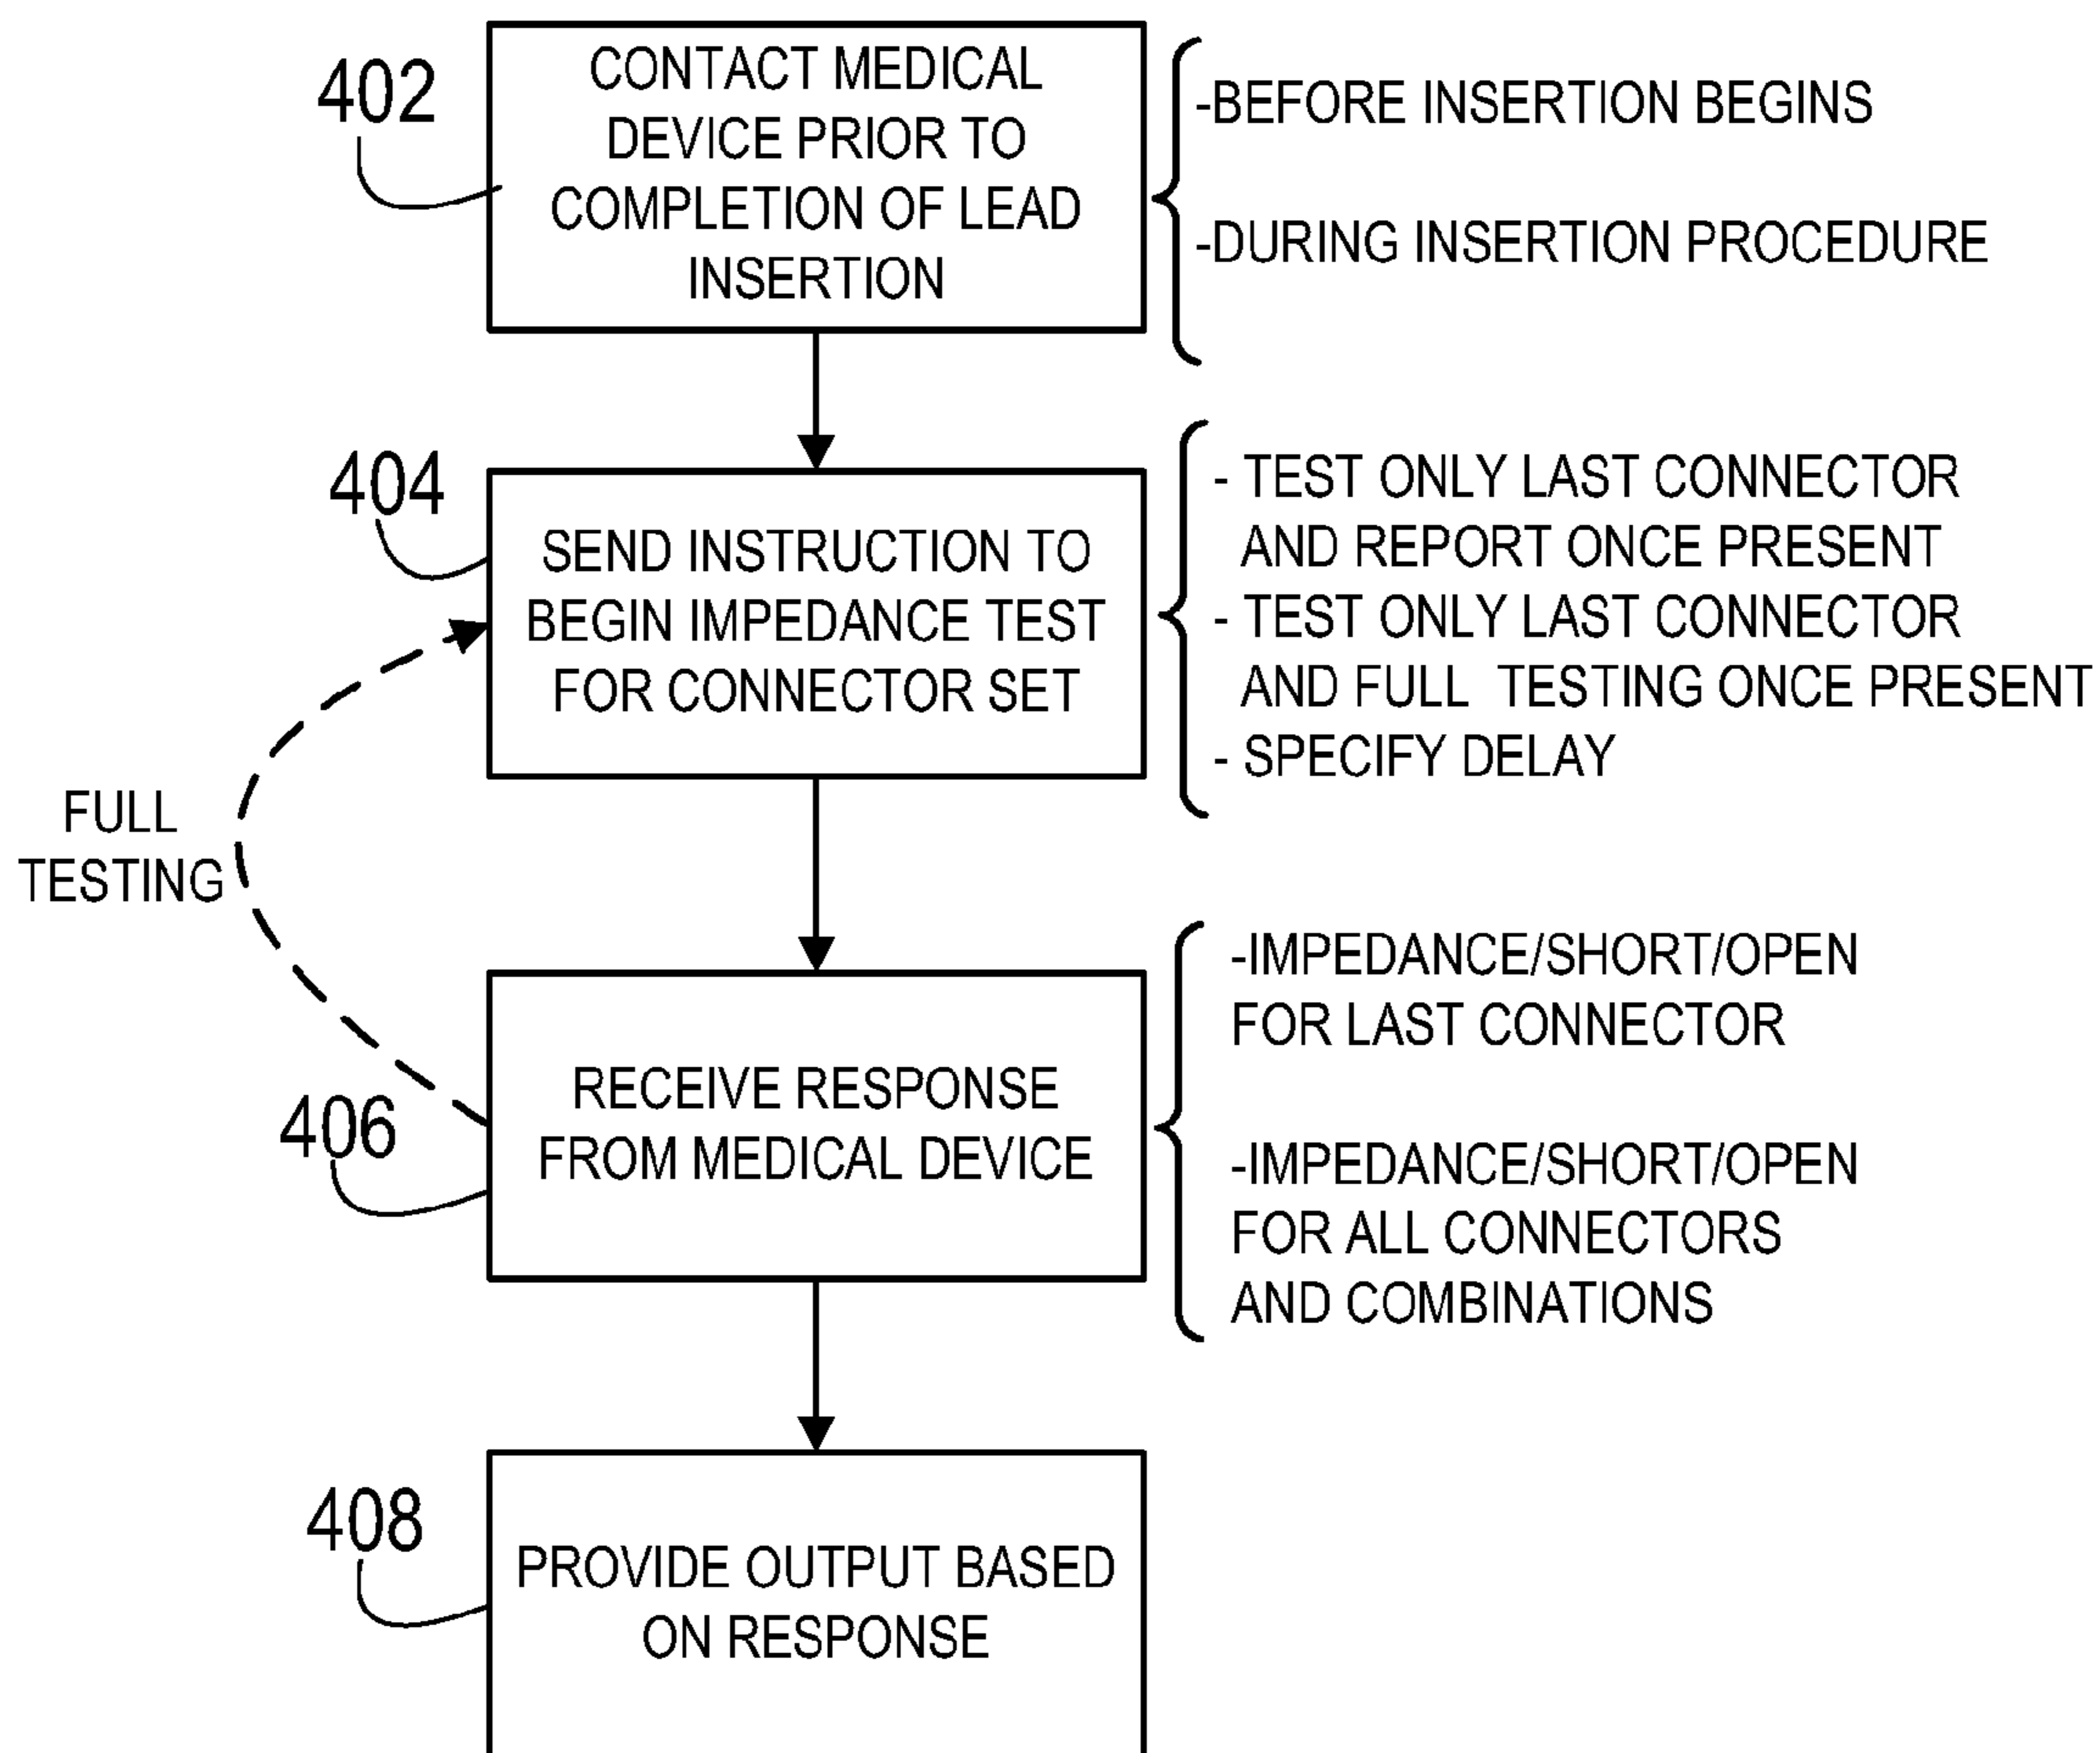 402
CONTACT MEDICAL
DEVICE PRIOR TO
COMPLETION OF LEAD
INSERTION
-BEFORE INSERTION BEGINS
-DURING INSERTION PROCEDURE
404
SEND INSTRUCTION TO
BEGIN IMPEDANCE TEST
FOR CONNECTOR SET
- TEST ONLY LAST CONNECTOR
AND REPORT ONCE PRESENT
- TEST ONLY LAST CONNECTOR
AND FULL TESTING ONCE PRESENT
- SPECIFY DELAY
FULL
TESTING
406
RECEIVE RESPONSE
FROM MEDICAL DEVICE
-IMPEDANCE/SHORT/OPEN
FOR LAST CONNECTOR
-IMPEDANCE/SHORT/OPEN
FOR ALL CONNECTORS
AND COMBINATIONS
408
PROVIDE OUTPUT BASED
ON RESPONSE